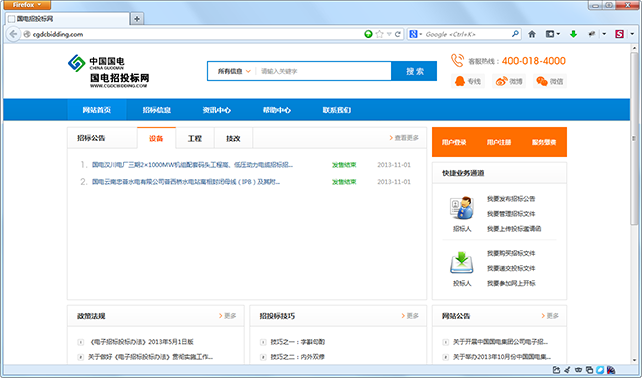 Firefox
国电招投标网
cgdcbidding.com
Google <Ctrl+K>
中国国电
CHINA GUODIAN
国电招投标网
WWW.CGDCBIDDING.COM
所有信息 请输入关键字 搜 索
客服热线：400-018-4000
专线 微博 微信
网站首页 招标信息 资讯中心 帮助中心 联系我们
招标公告 设备 工程 技改 查看更多
1. 国电汉川电厂三期2×1000MW机组配套码头工程箱、低压动力电缆招标招... 发售结束 2013-11-01
2. 国电云南忠普水电有限公司普西桥水电站离相封闭母线（IPB）及其附... 发售结束 2013-11-01
用户登录 用户注册 服务缴费
快捷业务通道
招标人
我要发布招标公告
我要管理招标文件
我要上传投标邀请函
投标人
我要购买招标文件
我要递交投标文件
我要参加网上开标
政策法规 更多
《电子招标投标办法》2013年5月1日版
关于做好《电子招标投标办法》贯彻实施工作...
招投标技巧 更多
技巧之一：字斟句酌
技巧之二：内外双修
网站公告 更多
关于开展中国国电集团公司电子招...
关于举办2013年10月份中国国电集...